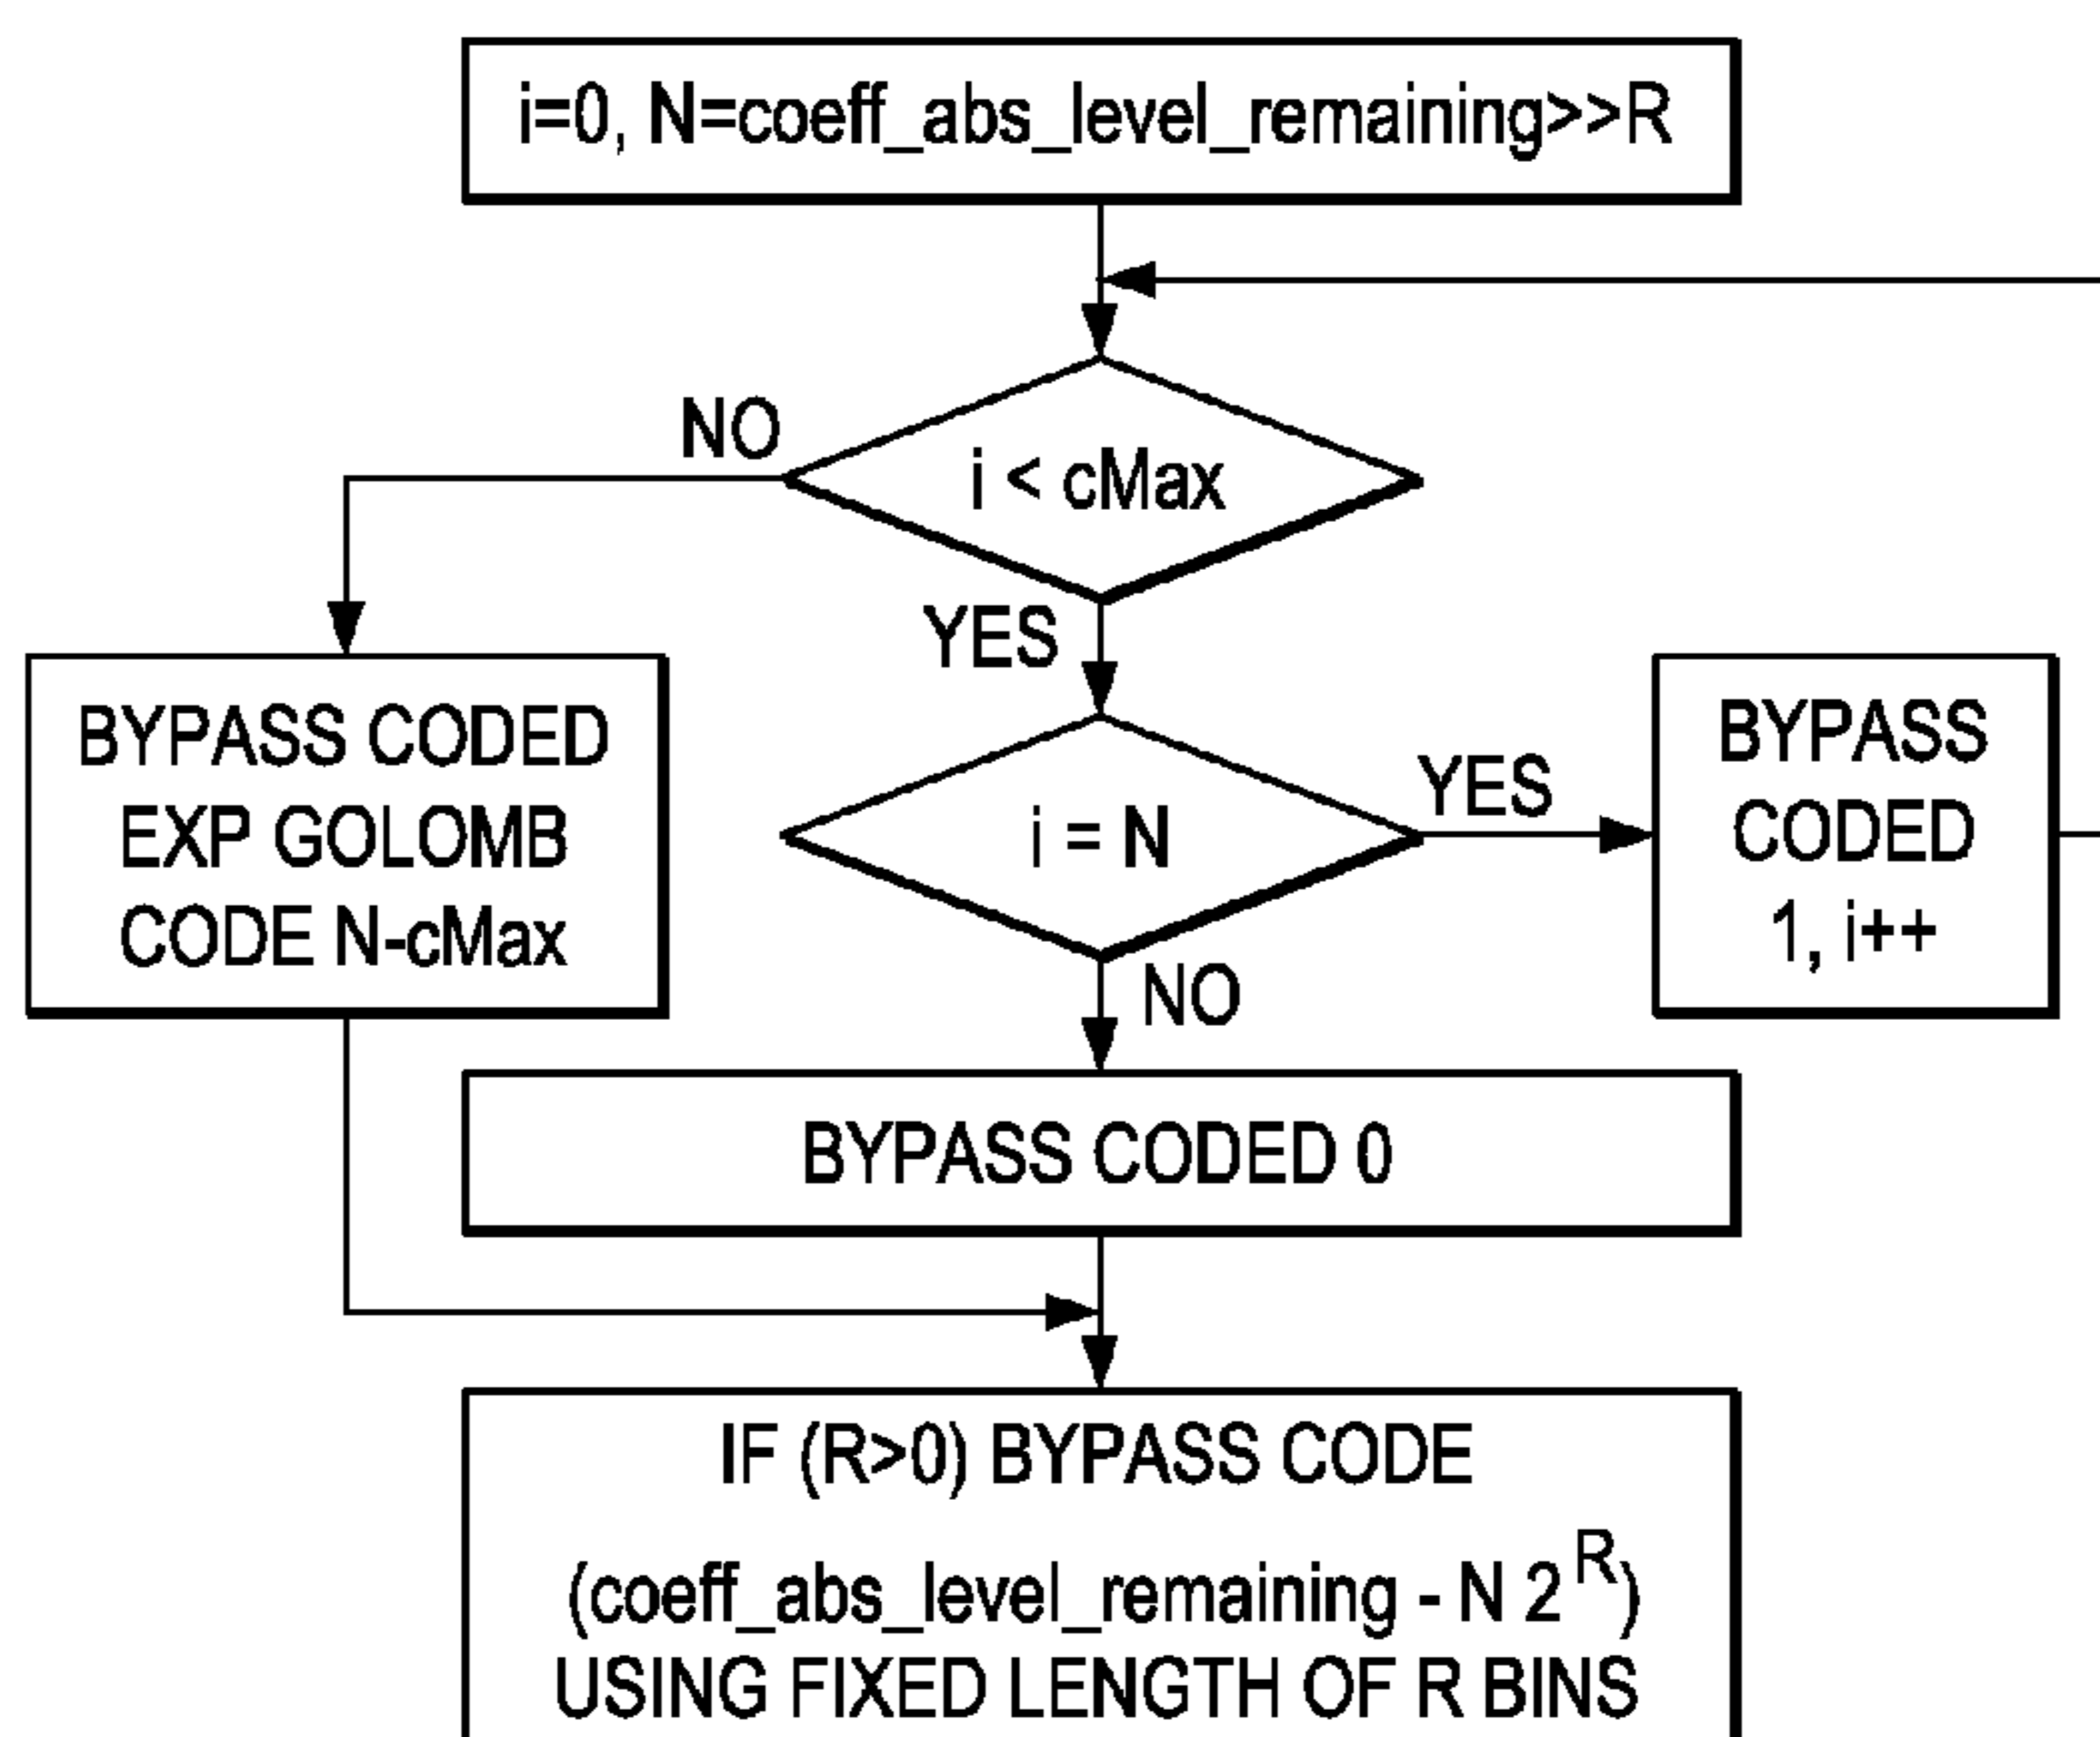 i=0, N=coeff_abs_level_remaining>>R
NO
i < cMax
YES
BYPASS CODED
EXP GOLOMB
CODE N-cMax
i = N
YES
BYPASS
CODED
1, i++
NO
BYPASS CODED 0
IF (R>0) BYPASS CODE
(coeff_abs_level_remaining - N 2^R)
USING FIXED LENGTH OF R BINS